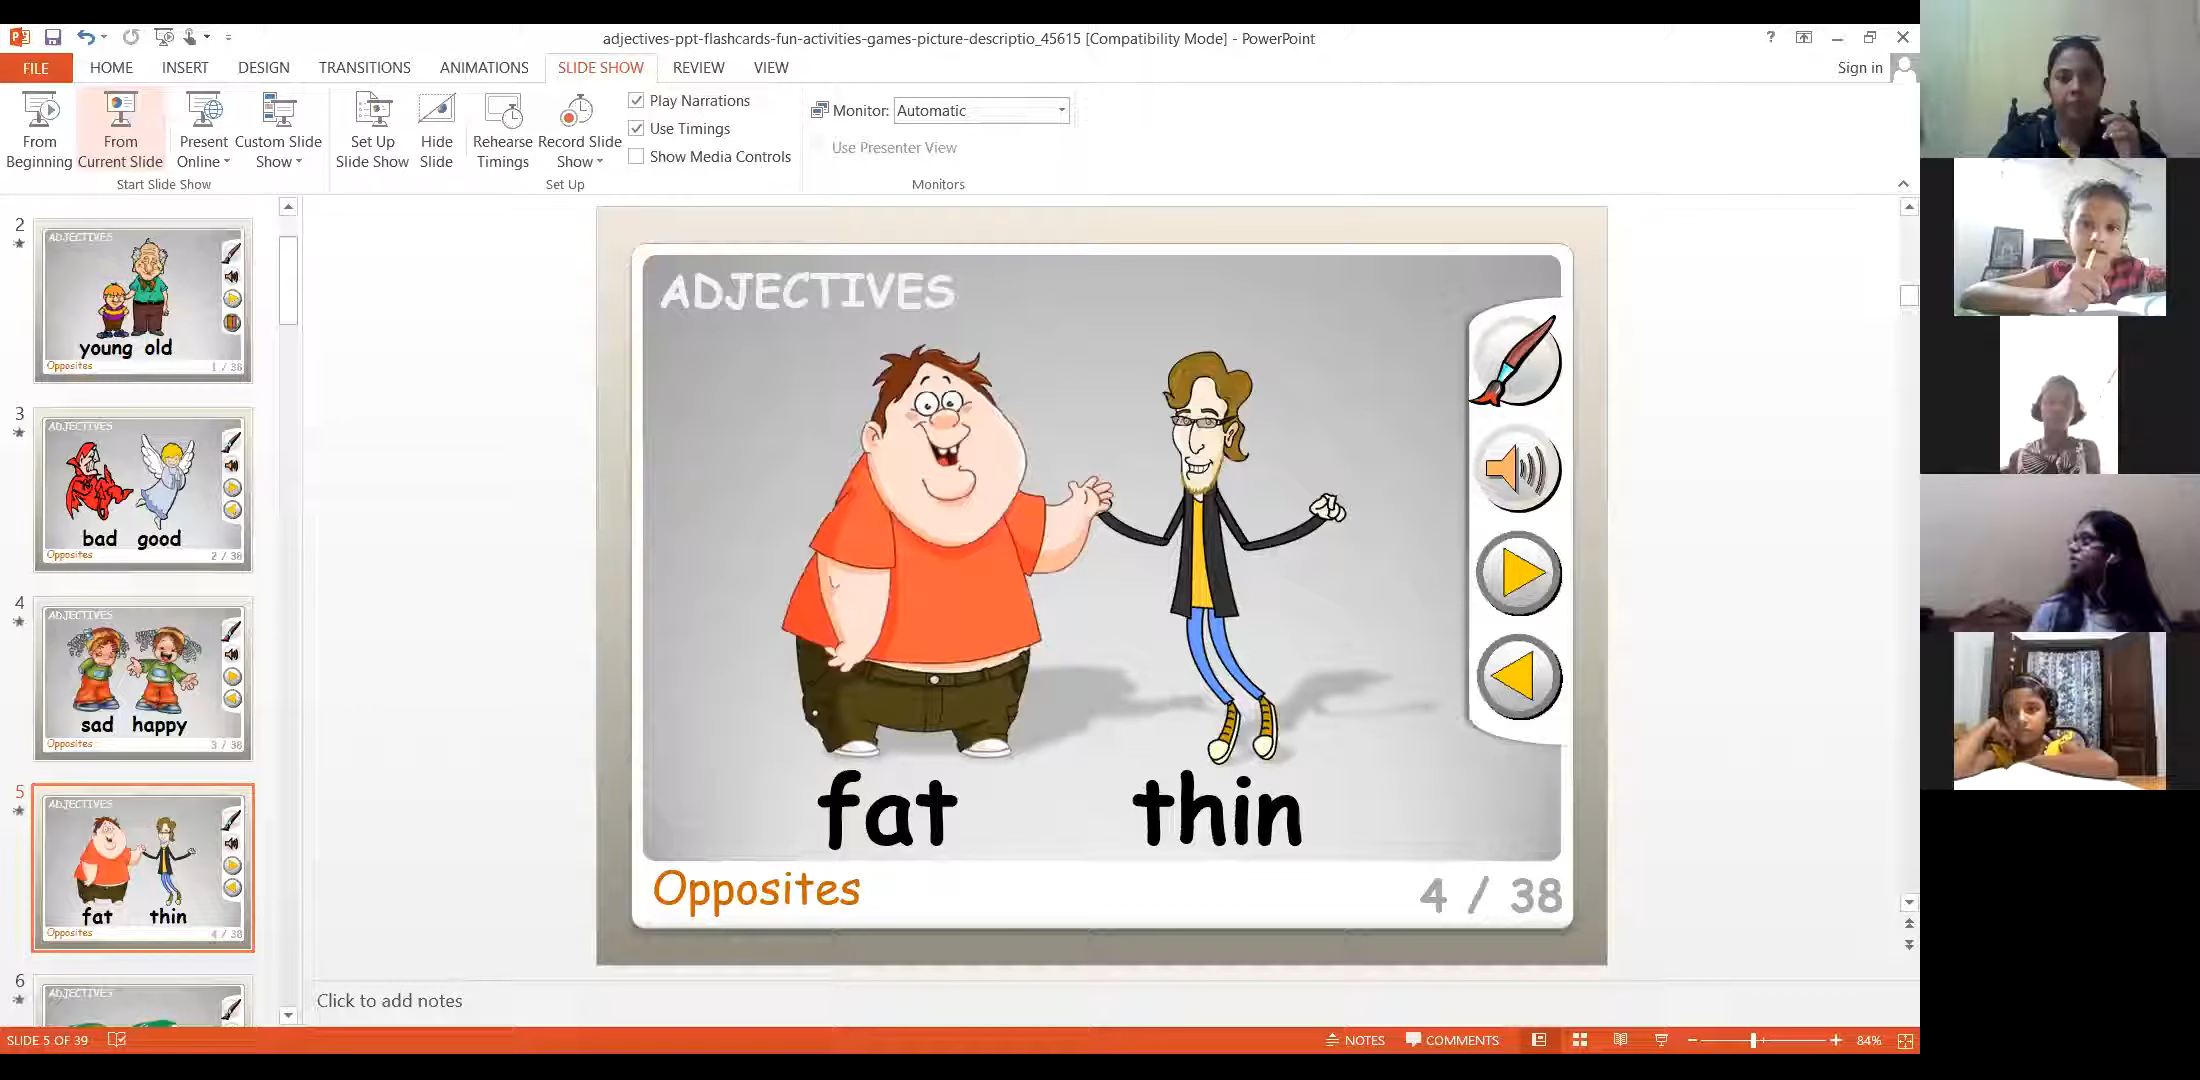 adjectives-ppt-flashcards-fun-activities-games-picture-descriptio_45615 [Compatibility Mode] - PowerPoint
?
FILE HOME INSERT DESIGN TRANSITIONS ANIMATIONS SLIDE SHOW REVIEW VIEW
Sign in
From Beginning
From Current Slide
Present Online
Custom Slide Show
Start Slide Show
Set Up Slide Show
Hide Slide
Rehearse Timings
Record Slide Show
Play Narrations
Use Timings
Show Media Controls
Set Up
Monitor: Automatic
Use Presenter View
Monitors
2
ADJECTIVES
young old
Opposites 1 / 38
3
ADJECTIVES
bad good
Opposites 2 / 38
4
ADJECTIVES
sad happy
Opposites 3 / 38
5
ADJECTIVES
fat thin
Opposites 4 / 38
6
ADJECTIVES
ADJECTIVES
fat thin
Opposites 4 / 38
Click to add notes
SLIDE 5 OF 39
NOTES COMMENTS 84%